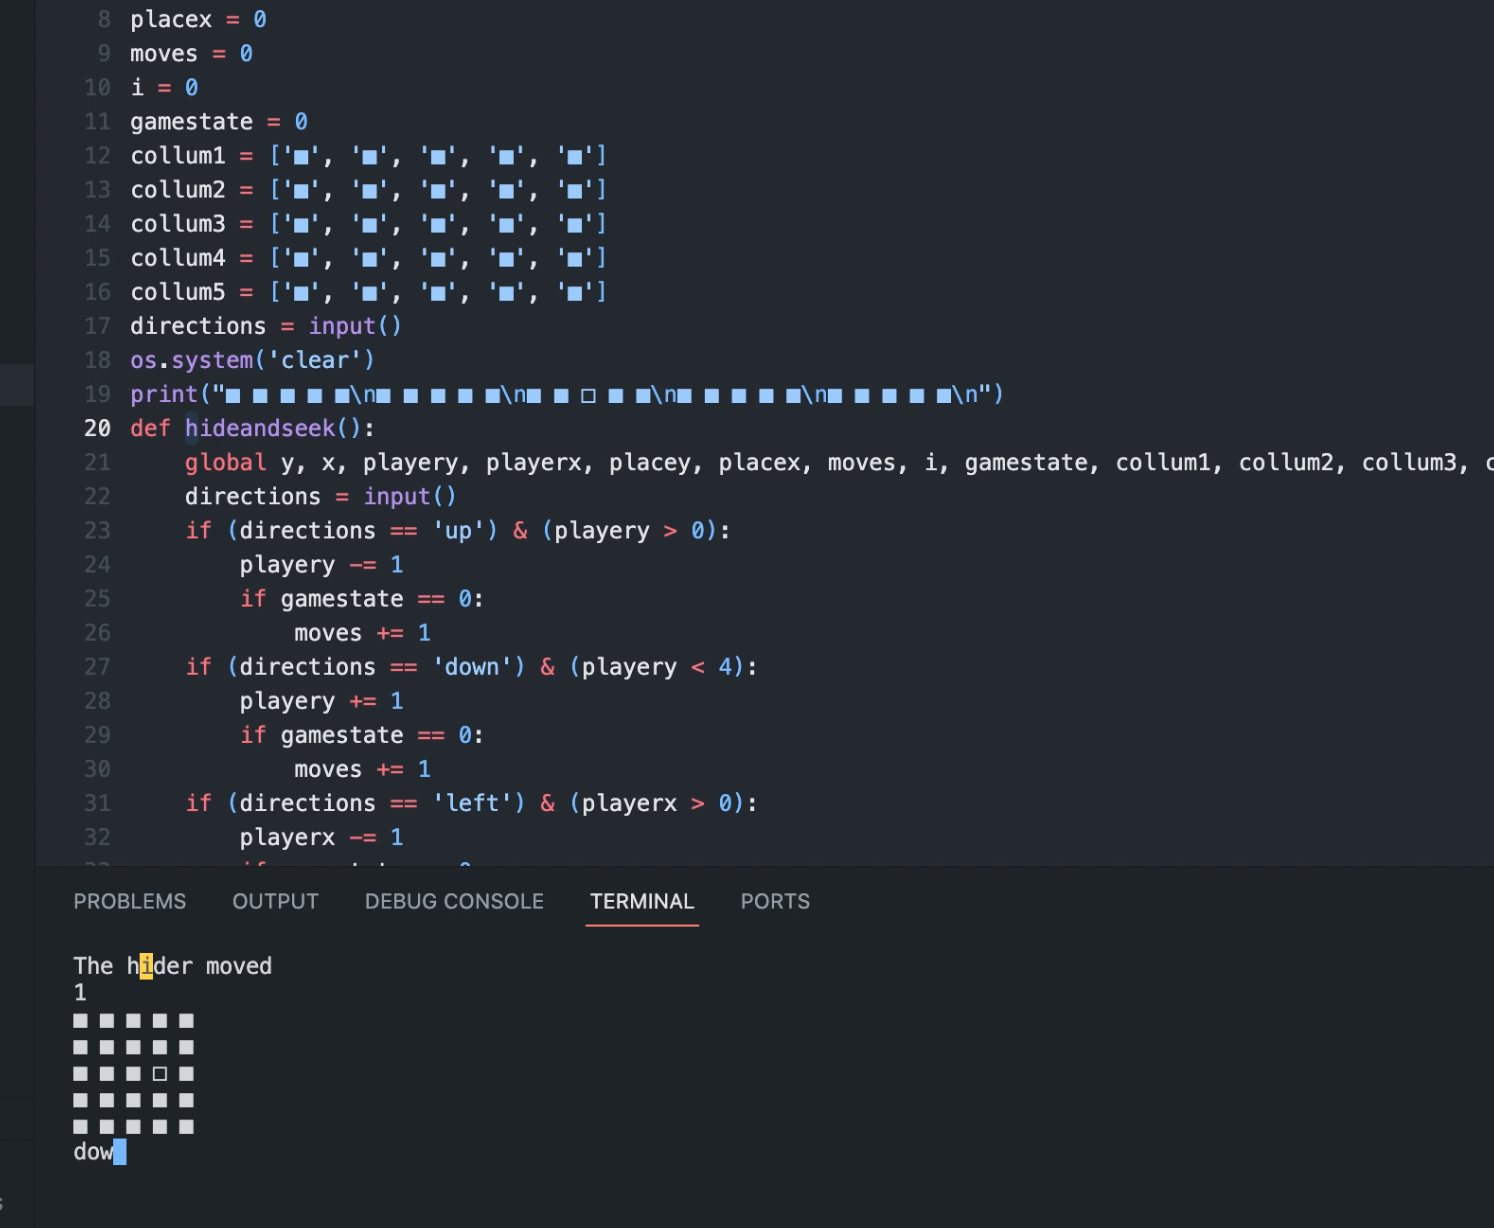 8 placex = 0
9 moves = 0
10 i = 0
11 gamestate = 0
12 collum1 = ['■', '■', '■', '■', '■']
13 collum2 = ['■', '■', '■', '■', '■']
14 collum3 = ['■', '■', '■', '■', '■']
15 collum4 = ['■', '■', '■', '■', '■']
16 collum5 = ['■', '■', '■', '■', '■']
17 directions = input()
18 os.system('clear')
19 print("■ ■ ■ ■ ■\n■ ■ ■ ■ ■\n■ ■ □ ■ ■\n■ ■ ■ ■ ■\n■ ■ ■ ■ ■\n")
20 def hideandseek():
21     global y, x, playery, playerx, placey, placex, moves, i, gamestate, collum1, collum2, collum3, c
22     directions = input()
23     if (directions == 'up') & (playery > 0):
24         playery -= 1
25         if gamestate == 0:
26             moves += 1
27     if (directions == 'down') & (playery < 4):
28         playery += 1
29         if gamestate == 0:
30             moves += 1
31     if (directions == 'left') & (playerx > 0):
32         playerx -= 1
PROBLEMS OUTPUT DEBUG CONSOLE TERMINAL PORTS
The hider moved
1
■ ■ ■ ■ ■
■ ■ ■ ■ ■
■ ■ ■ □ ■
■ ■ ■ ■ ■
■ ■ ■ ■ ■
dow